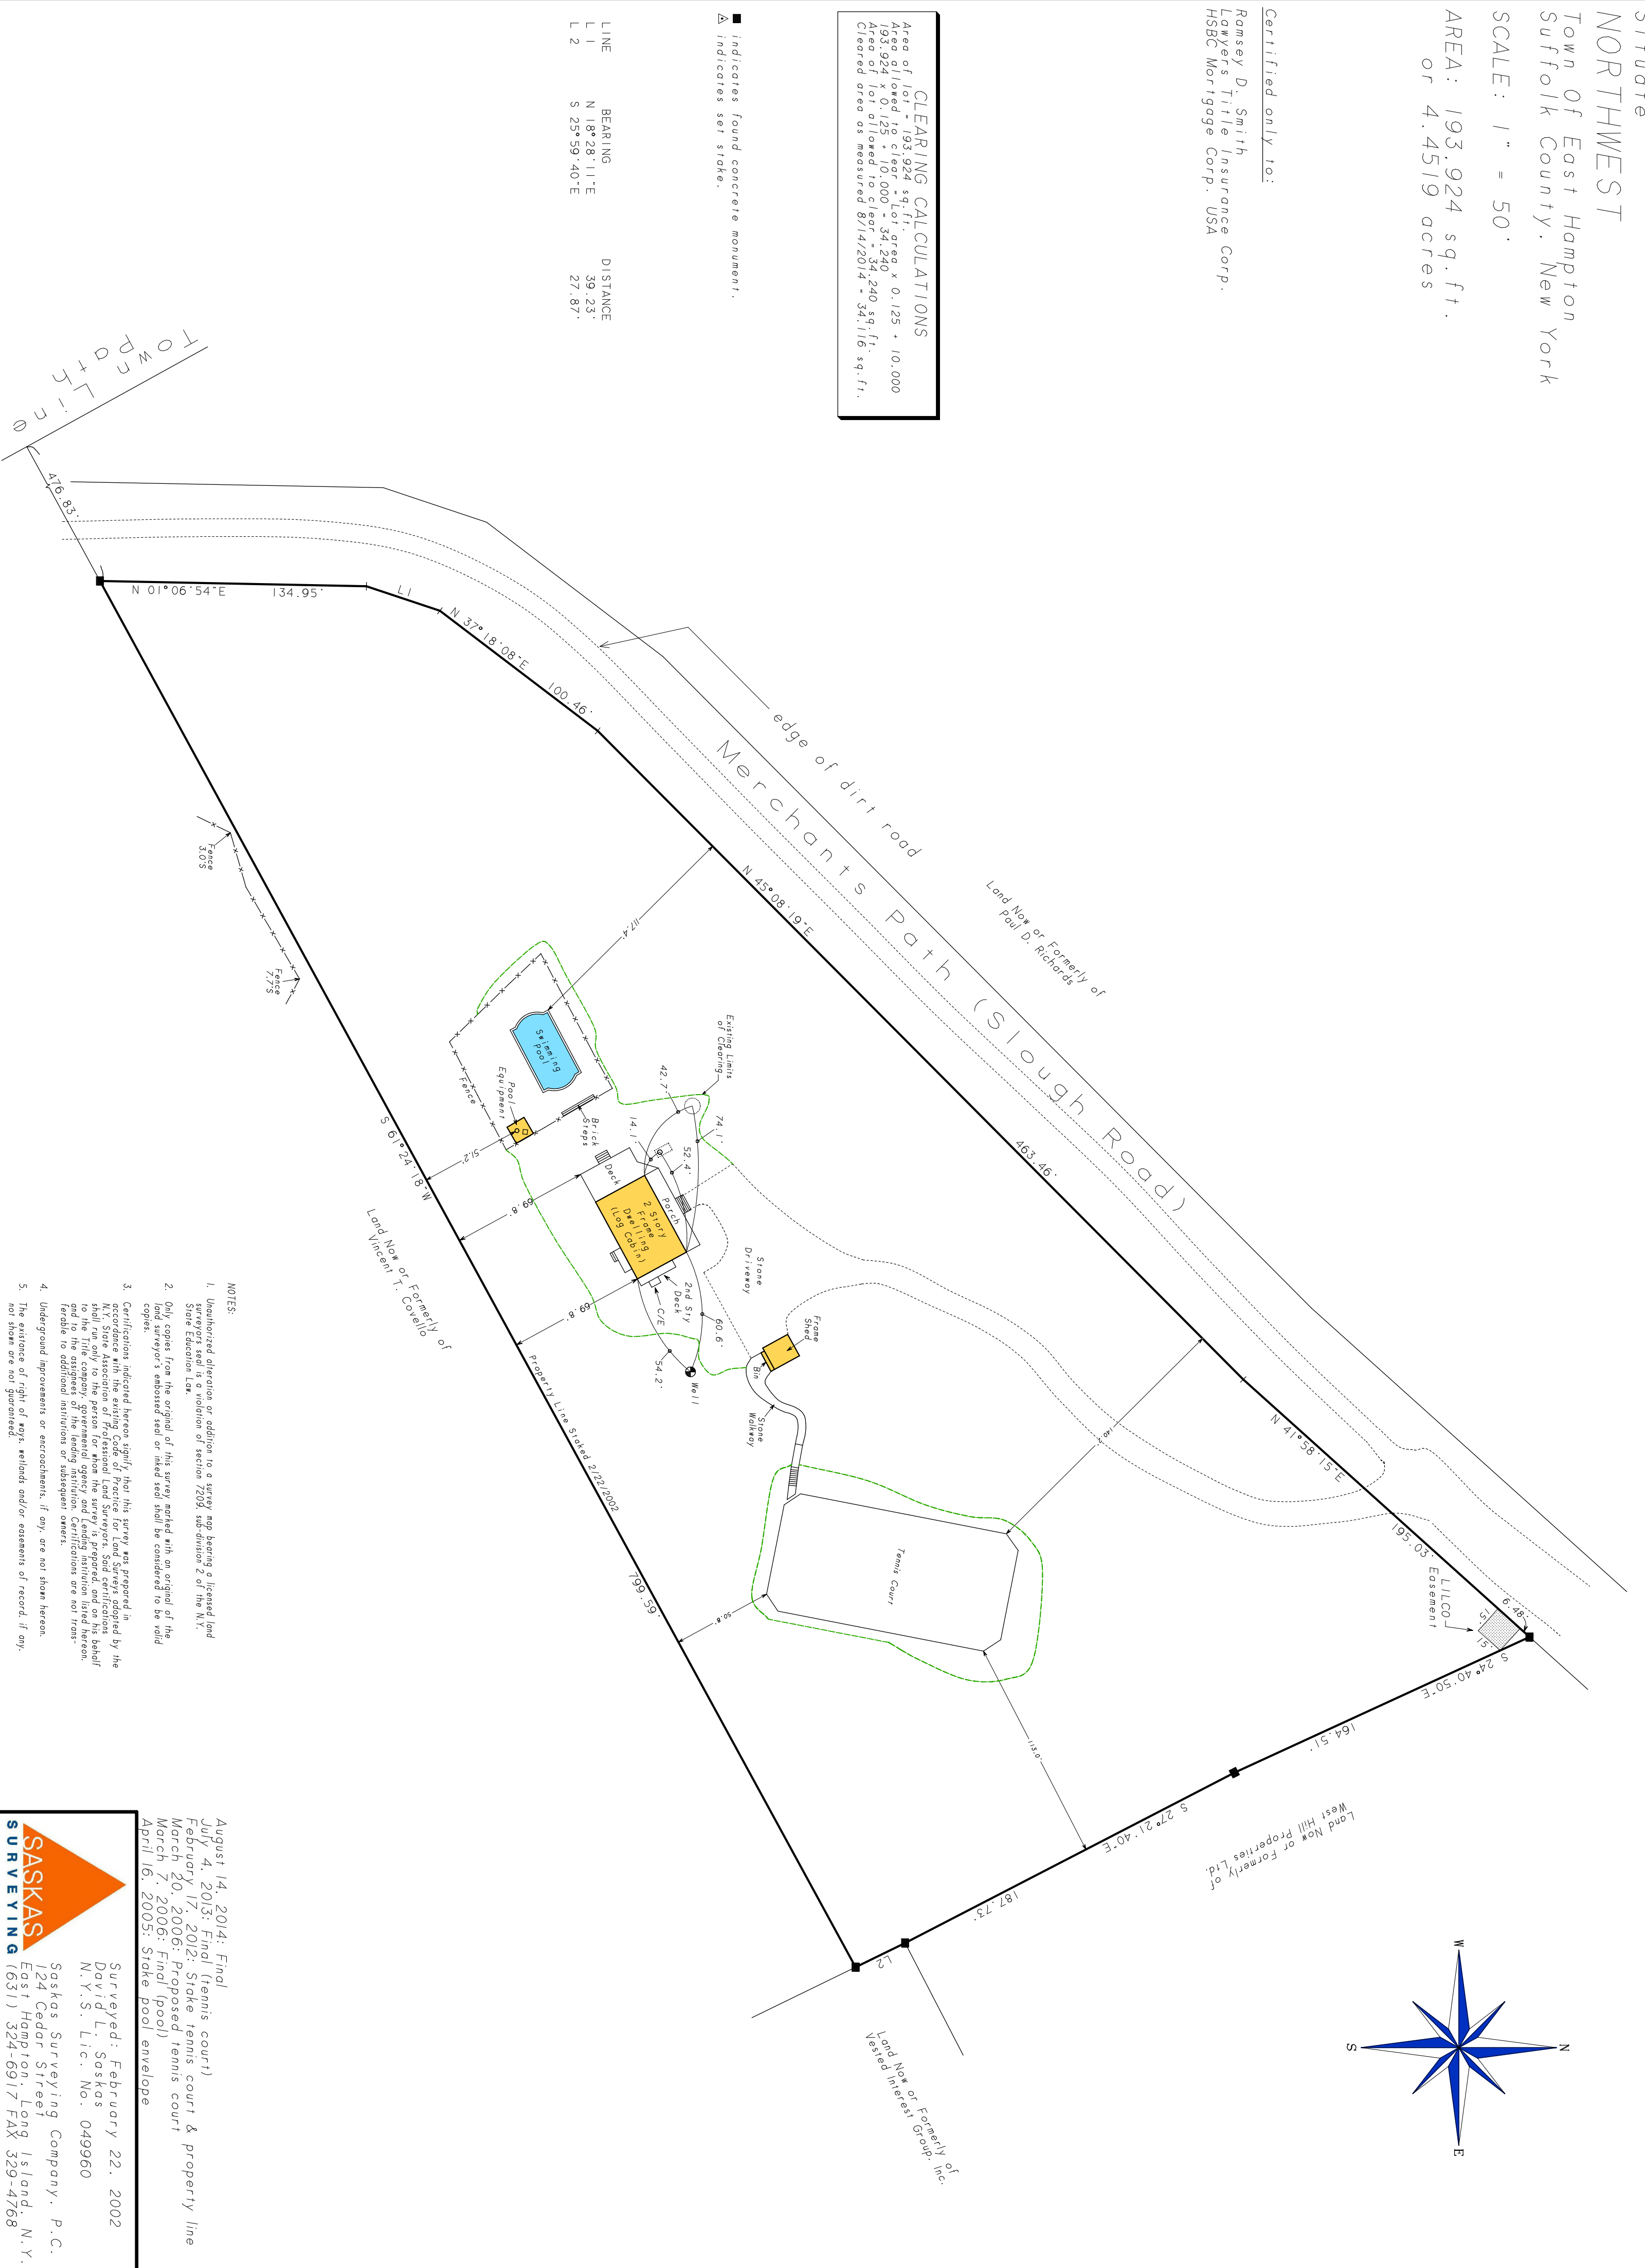 Situate
NORTHWEST
Town Of East Hampton
Suffolk County, New York
SCALE: 1" = 50'
AREA: 193,924 sq.ft.
or 4.4519 acres
Certified only to:
Ramsey D. Smith
Lawyers Title Insurance Corp.
HSBC Mortgage Corp. USA
CLEARING CALCULATIONS
Area of lot = 193,924 sq.ft.
Area allowed to clear = Lot area x 0.125 + 10,000
193,924 x 0.125 + 10,000 = 34,240
Area of lot allowed to clear = 34,240 sq.ft.
Cleared area as measured 8/14/2014 = 34,116 sq.ft.
indicates found concrete monument.
indicates set stake.
LINE BEARING DISTANCE
L1 N 18°28'11"E 39.23'
L2 S 25°59'40"E 27.87'
Town Line
Path
476.83'
N 01°06'54"E 134.95'
L1
N 37°18'08"E 100.46'
edge of dirt road
Merchants Path (Slough Road)
Land Now or Formerly of
Paul D. Richards
N 45°08'19"E 463.46'
N 41°58'15"E 195.03'
LILCO
Easement
6.48'
15'
15'
S 24°40'50"E 164.51'
Land Now or Formerly of
West Hill Properties Ltd.
S 27°21'40"E 187.73'
L2
Land Now or Formerly of
Vested Interest Group, Inc.
N
W
E
S
117.4'
Swimming
Pool
Fence
Pool
Equipment
Brick
Steps
Existing Limits
of Clearing
42.7'
74.1'
14.1'
52.4'
Deck
Porch
2 Story
Frame
Dwelling
(Log Cabin)
2nd Sty
Deck
C/E
60.6'
54.2'
Well
Stone
Driveway
Frame
Shed
Bin
Stone
Walkway
Tennis Court
140.2'
113.0'
50.8'
51.2'
69.8'
69.8'
Fence
3.0'S
Fence
7.7'S
S 61°24'18"W
Property Line Staked 2/22/2002
799.59'
Land Now or Formerly of
Vincent T. Covello
NOTES:
1. Unauthorized alteration or addition to a survey map bearing a licensed land
surveyors seal is a violation of section 7209, sub-division 2 of the N.Y.
State Education Law.
2. Only copies from the original of this survey marked with an original of the
land surveyor's embossed seal or inked seal shall be considered to be valid
copies.
3. Certifications indicated hereon signify that this survey was prepared in
accordance with the existing Code of Practice for Land Surveys adopted by the
N.Y. State Association of Professional Land Surveyors. Said certifications
shall run only to the person for whom the survey is prepared, and on his behalf
to the Title company, governmental agency and Lending institution listed hereon,
and to the assignees of the lending institution. Certifications are not trans-
ferable to additional institutions or subsequent owners.
4. Underground improvements or encroachments, if any, are not shown hereon.
5. The existence of right of ways, wetlands and/or easements of record, if any,
not shown are not guaranteed.
August 14, 2014: Final
July 4, 2013: Final (tennis court)
February 17, 2012: Stake tennis court & property line
March 20, 2006: Proposed tennis court
March 7, 2006: Final (pool)
April 16, 2005: Stake pool envelope
Surveyed: February 22, 2002
David L. Saskas
N.Y.S. Lic. No. 049960
Saskas Surveying Company, P.C.
124 Cedar Street
East Hampton, Long Island, N.Y.
(631) 324-6917 FAX 329-4768
SASKAS
SURVEYING